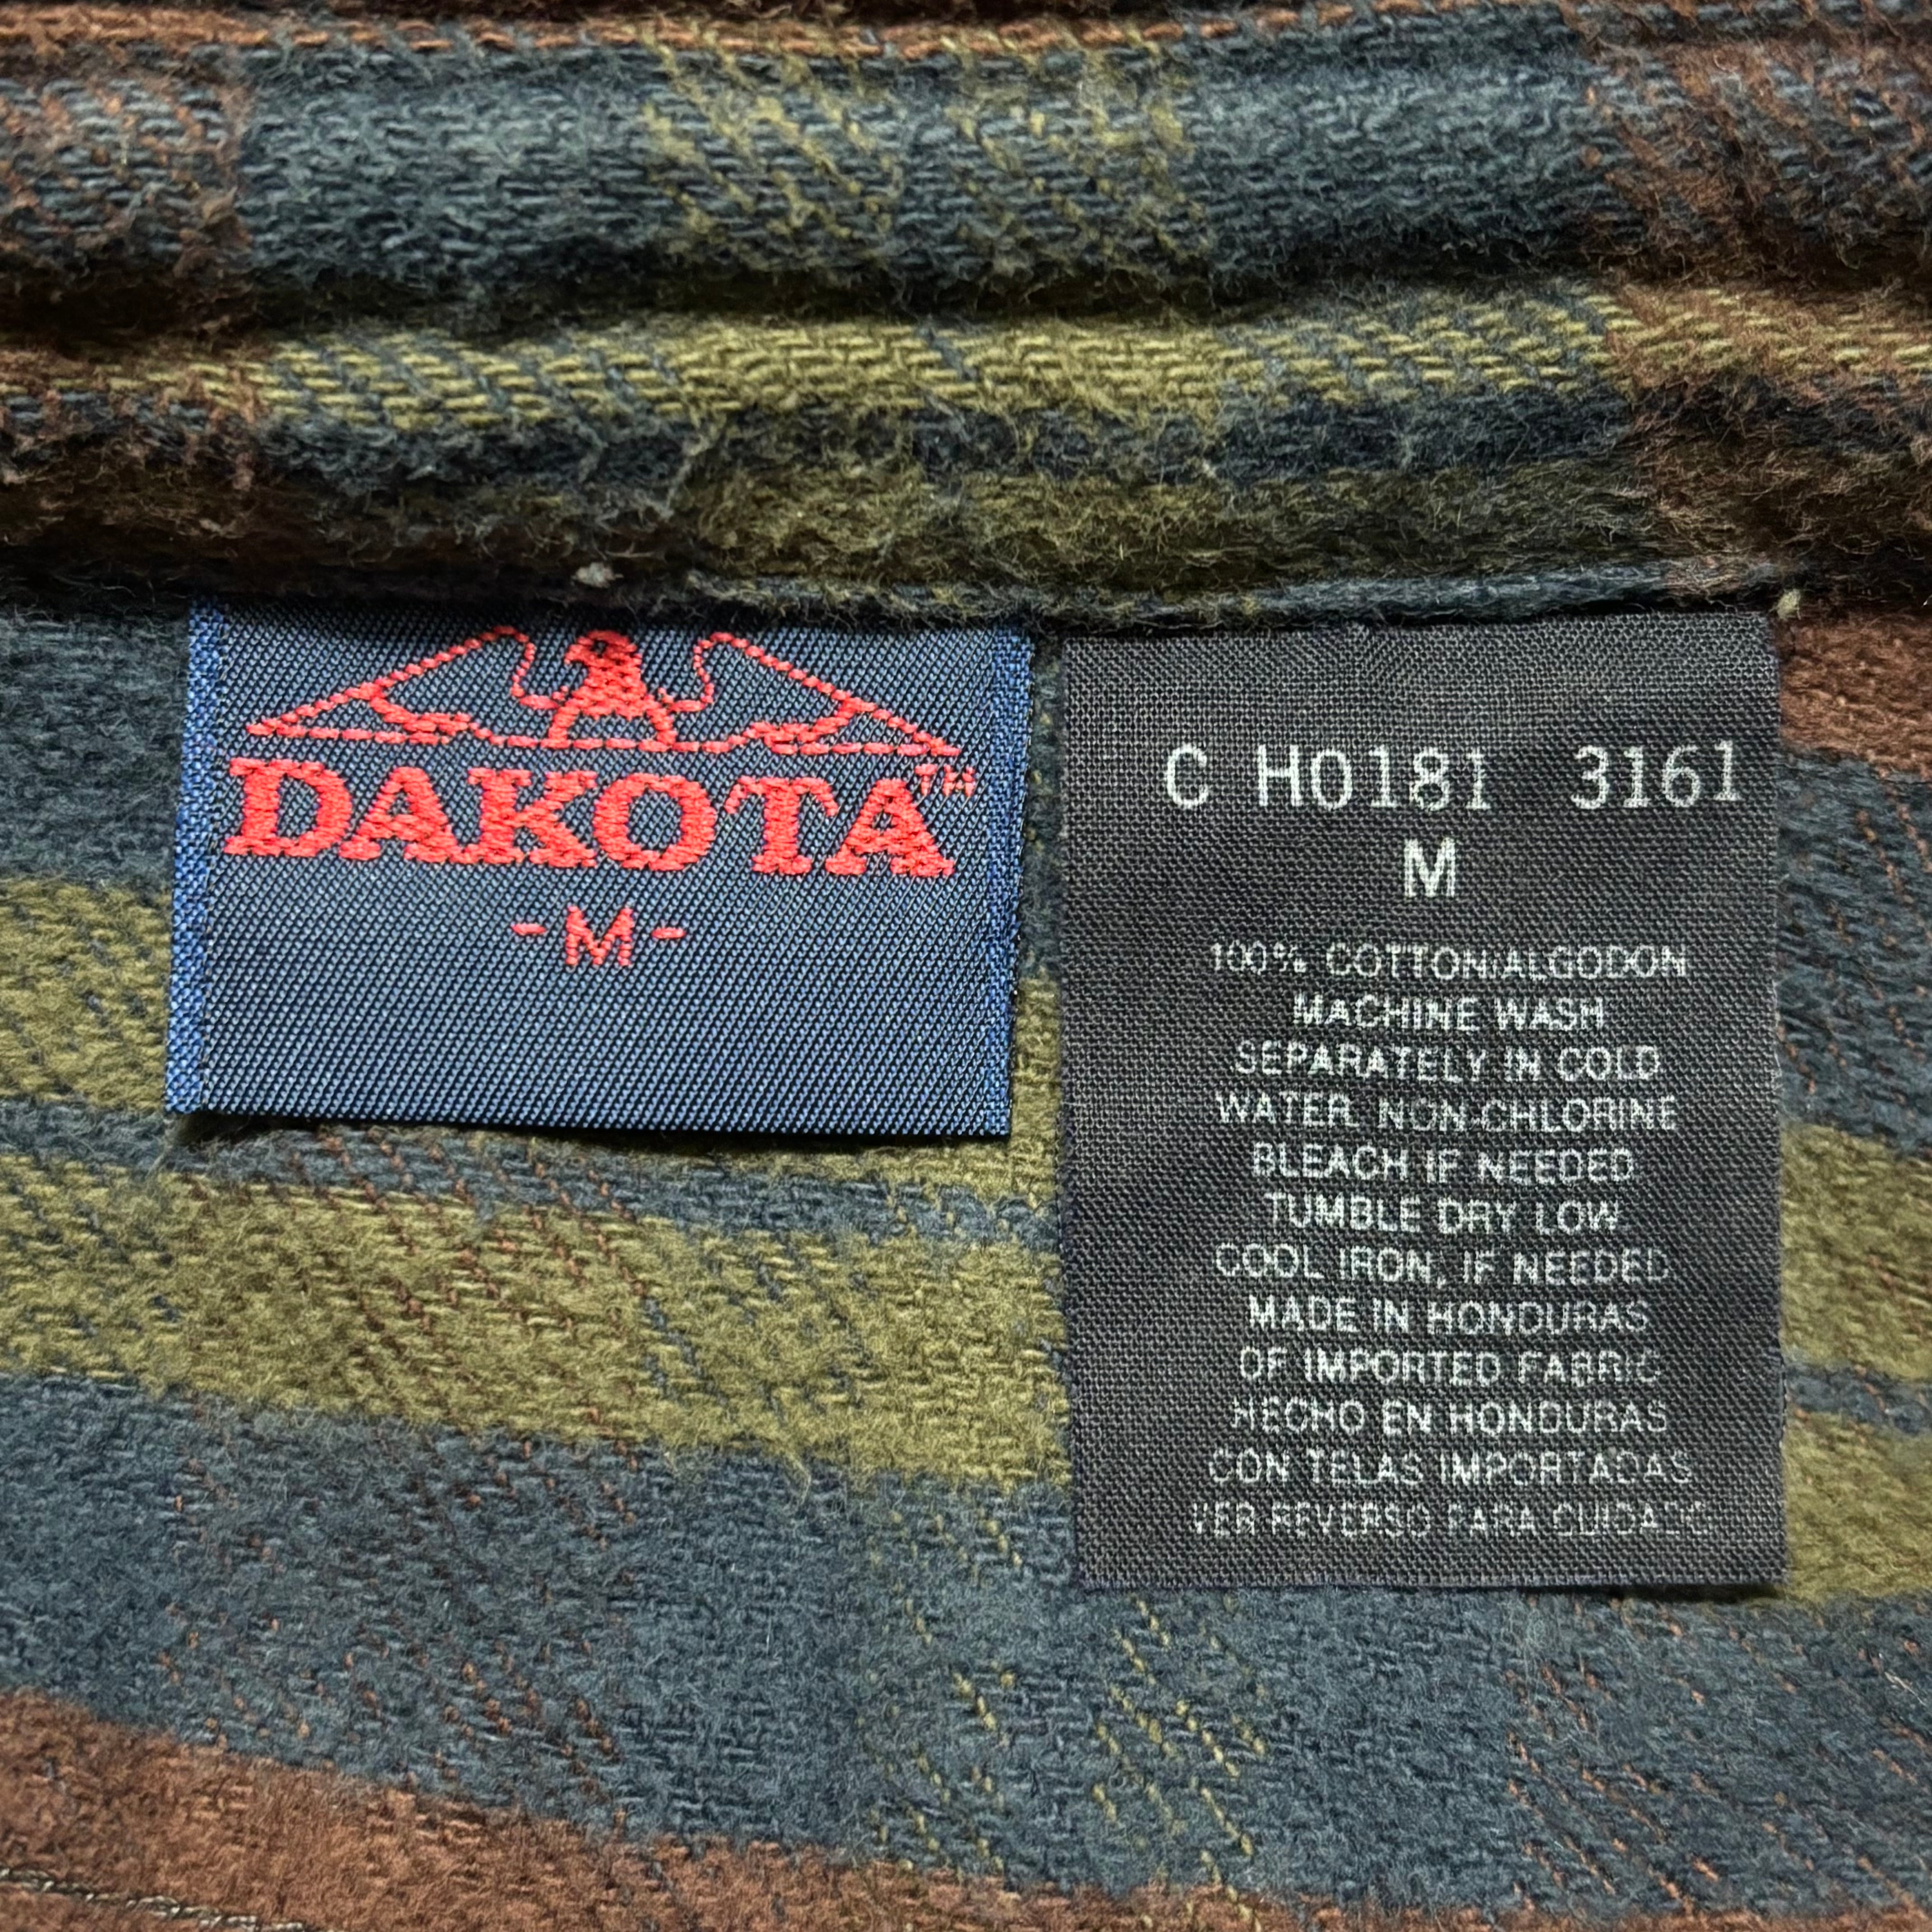 DAKOTA™
-M-
C H0181 3161
M
100% COTTON/ALGODON
MACHINE WASH
SEPARATELY IN COLD
WATER, NON-CHLORINE
BLEACH IF NEEDED
TUMBLE DRY LOW
COOL IRON, IF NEEDED
MADE IN HONDURAS
OF IMPORTED FABRIC
HECHO EN HONDURAS
CON TELAS IMPORTADAS
VER REVERSO PARA CUIDADO